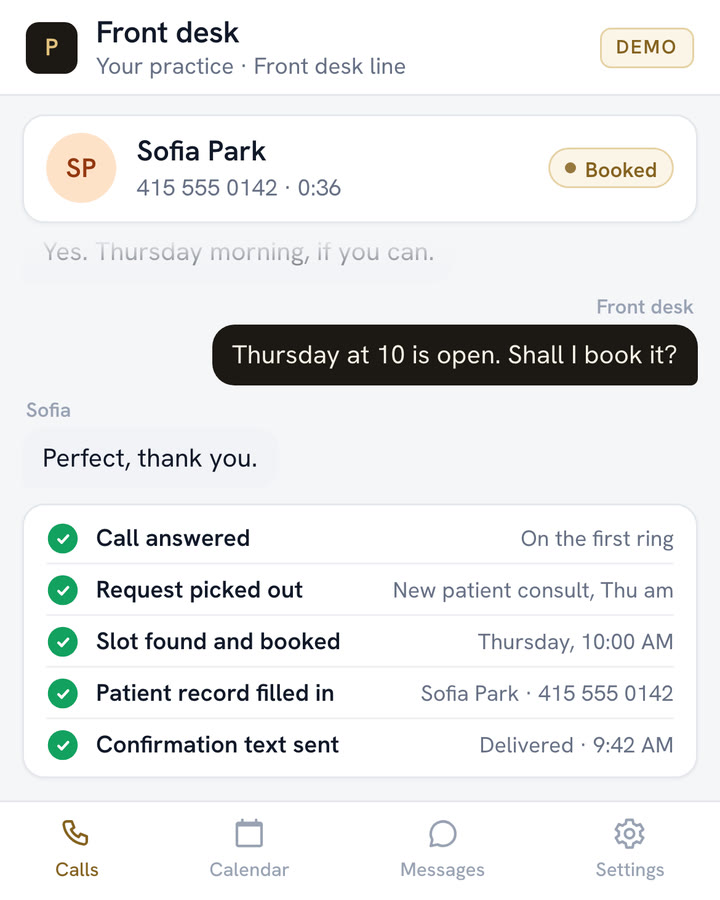 P
Front desk
Your practice · Front desk line
DEMO
SP
Sofia Park
415 555 0142 · 0:36
Booked
Yes. Thursday morning, if you can.
Front desk
Thursday at 10 is open. Shall I book it?
Sofia
Perfect, thank you.
Call answered On the first ring
Request picked out New patient consult, Thu am
Slot found and booked Thursday, 10:00 AM
Patient record filled in Sofia Park · 415 555 0142
Confirmation text sent Delivered · 9:42 AM
Calls Calendar Messages Settings